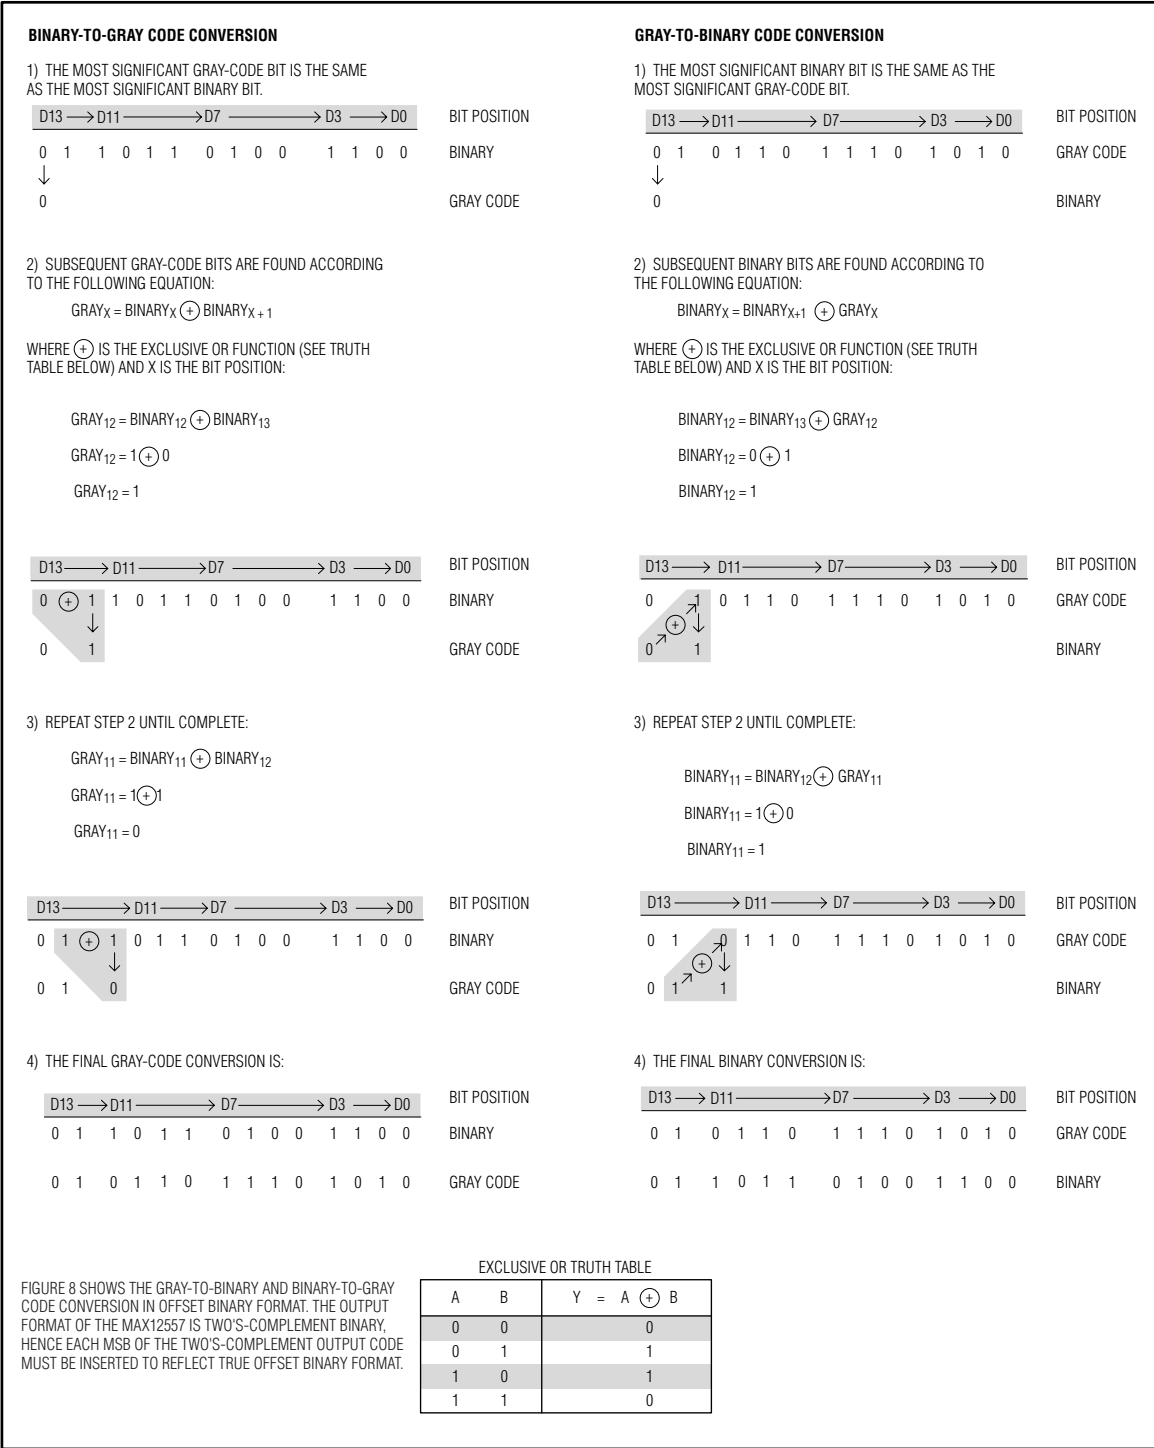 BINARY-TO-GRAY CODE CONVERSION
1) THE MOST SIGNIFICANT GRAY-CODE BIT IS THE SAME
AS THE MOST SIGNIFICANT BINARY BIT.
D13 → D11 → D7 → D3 → D0 BIT POSITION
0 1 1 0 1 1 0 1 0 0 1 1 0 0 BINARY
↓
0 GRAY CODE
2) SUBSEQUENT GRAY-CODE BITS ARE FOUND ACCORDING
TO THE FOLLOWING EQUATION:
GRAYX = BINARYX ⊕ BINARYX + 1
WHERE ⊕ IS THE EXCLUSIVE OR FUNCTION (SEE TRUTH
TABLE BELOW) AND X IS THE BIT POSITION:
GRAY12 = BINARY12 ⊕ BINARY13
GRAY12 = 1 ⊕ 0
GRAY12 = 1
D13 → D11 → D7 → D3 → D0 BIT POSITION
0 ⊕ 1 1 0 1 1 0 1 0 0 1 1 0 0 BINARY
↓
0 1 GRAY CODE
3) REPEAT STEP 2 UNTIL COMPLETE:
GRAY11 = BINARY11 ⊕ BINARY12
GRAY11 = 1 ⊕ 1
GRAY11 = 0
D13 → D11 → D7 → D3 → D0 BIT POSITION
0 1 ⊕ 1 0 1 1 0 1 0 0 1 1 0 0 BINARY
↓
0 1 0 GRAY CODE
4) THE FINAL GRAY-CODE CONVERSION IS:
D13 → D11 → D7 → D3 → D0 BIT POSITION
0 1 1 0 1 1 0 1 0 0 1 1 0 0 BINARY
0 1 0 1 1 0 1 1 1 0 1 0 1 0 GRAY CODE
GRAY-TO-BINARY CODE CONVERSION
1) THE MOST SIGNIFICANT BINARY BIT IS THE SAME AS THE
MOST SIGNIFICANT GRAY-CODE BIT.
D13 → D11 → D7 → D3 → D0 BIT POSITION
0 1 0 1 1 0 1 1 1 0 1 0 1 0 GRAY CODE
↓
0 BINARY
2) SUBSEQUENT BINARY BITS ARE FOUND ACCORDING TO
THE FOLLOWING EQUATION:
BINARYX = BINARYX+1 ⊕ GRAYX
WHERE ⊕ IS THE EXCLUSIVE OR FUNCTION (SEE TRUTH
TABLE BELOW) AND X IS THE BIT POSITION:
BINARY12 = BINARY13 ⊕ GRAY12
BINARY12 = 0 ⊕ 1
BINARY12 = 1
D13 → D11 → D7 → D3 → D0 BIT POSITION
0 1 0 1 1 0 1 1 1 0 1 0 1 0 GRAY CODE
⊕
0 1 BINARY
3) REPEAT STEP 2 UNTIL COMPLETE:
BINARY11 = BINARY12 ⊕ GRAY11
BINARY11 = 1 ⊕ 0
BINARY11 = 1
D13 → D11 → D7 → D3 → D0 BIT POSITION
0 1 0 1 1 0 1 1 1 0 1 0 1 0 GRAY CODE
⊕
0 1 1 BINARY
4) THE FINAL BINARY CONVERSION IS:
D13 → D11 → D7 → D3 → D0 BIT POSITION
0 1 0 1 1 0 1 1 1 0 1 0 1 0 GRAY CODE
0 1 1 0 1 1 0 1 0 0 1 1 0 0 BINARY
FIGURE 8 SHOWS THE GRAY-TO-BINARY AND BINARY-TO-GRAY
CODE CONVERSION IN OFFSET BINARY FORMAT. THE OUTPUT
FORMAT OF THE MAX12557 IS TWO'S-COMPLEMENT BINARY,
HENCE EACH MSB OF THE TWO'S-COMPLEMENT OUTPUT CODE
MUST BE INSERTED TO REFLECT TRUE OFFSET BINARY FORMAT.
EXCLUSIVE OR TRUTH TABLE
A B Y = A ⊕ B
0 0 0
0 1 1
1 0 1
1 1 0